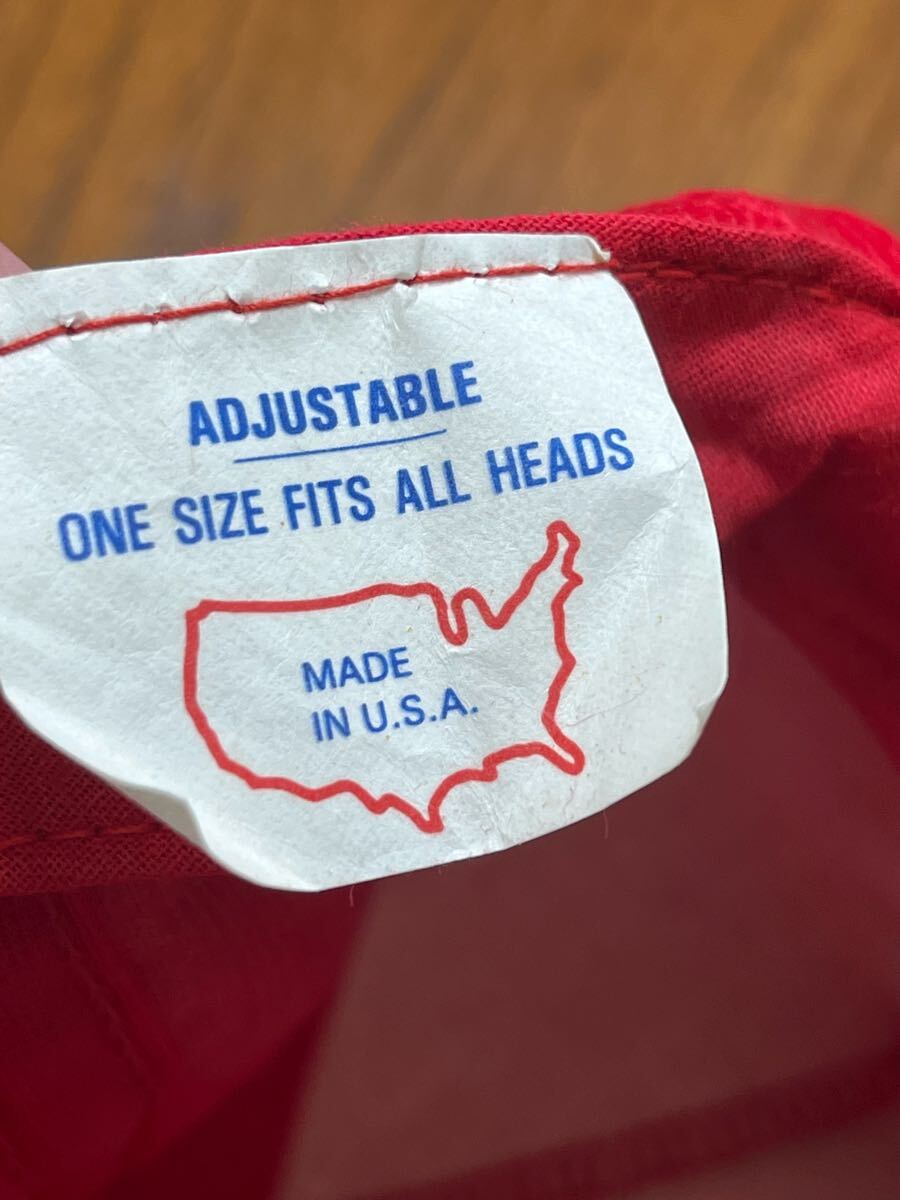 ADJUSTABLE
ONE SIZE FITS ALL HEADS
MADE
IN U.S.A.